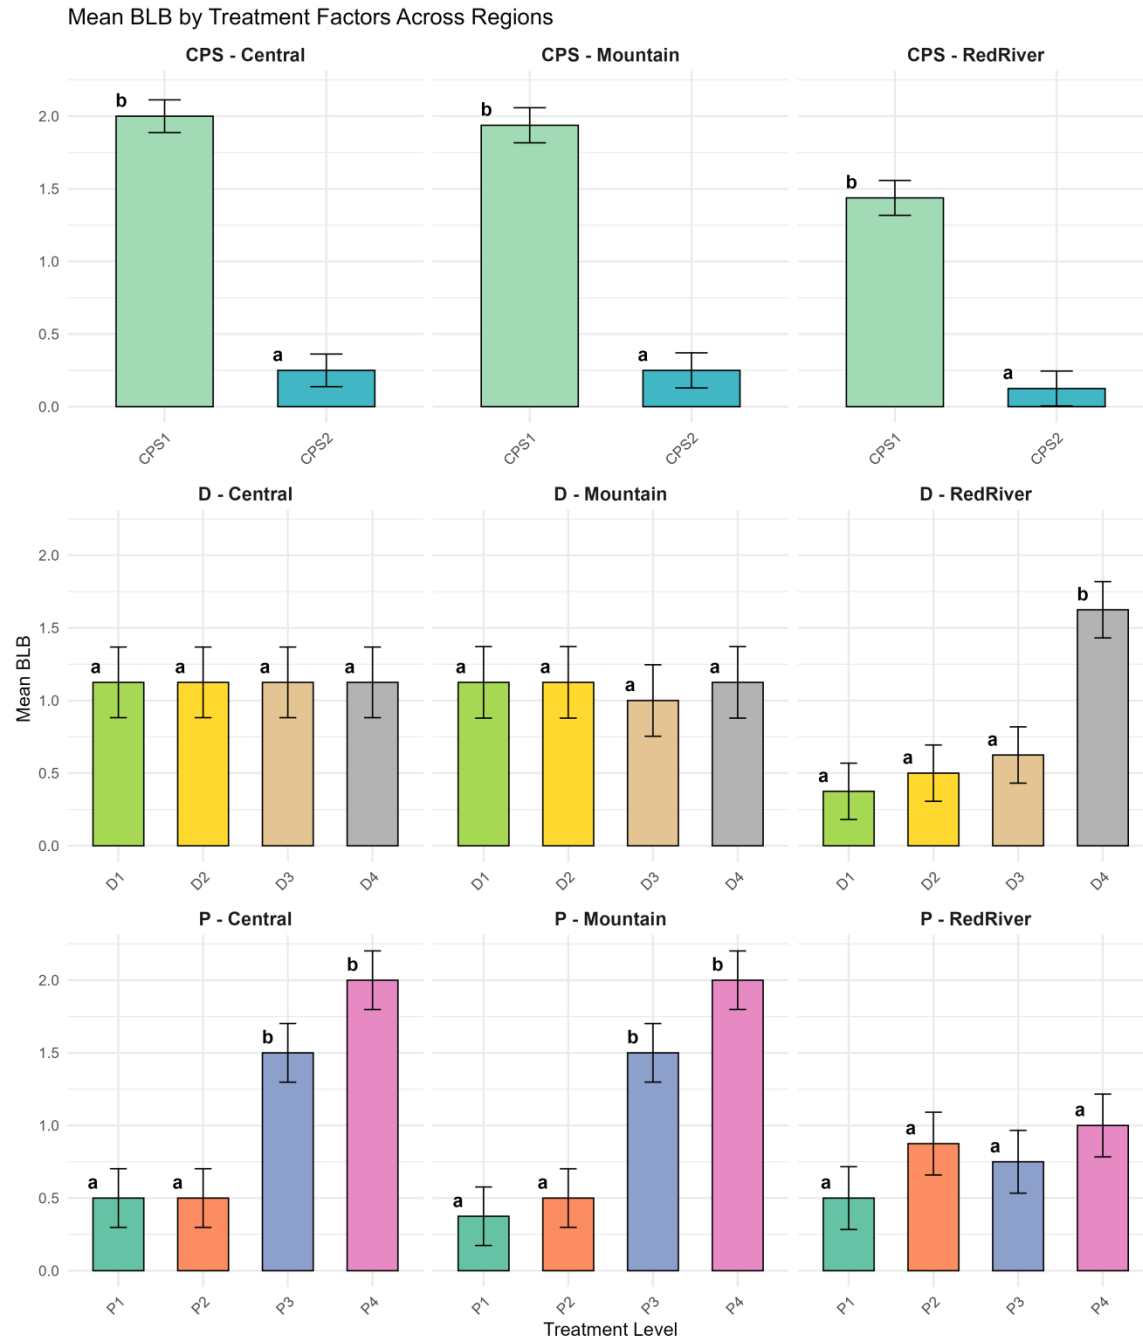 Mean BLB by Treatment Factors Across Regions
CPS - Central
CPS - Mountain
CPS - RedRiver
2.0
1.5
1.0
0.5
0.0
b
a
b
a
b
a
CPS1
CPS2
CPS1
CPS2
CPS1
CPS2
D - Central
D - Mountain
D - RedRiver
Mean BLB
2.0
1.5
1.0
0.5
0.0
a
a
a
a
a
a
a
a
a
a
a
b
D1
D2
D3
D4
D1
D2
D3
D4
D1
D2
D3
D4
P - Central
P - Mountain
P - RedRiver
2.0
1.5
1.0
0.5
0.0
a
a
b
b
a
a
b
b
a
a
a
a
P1
P2
P3
P4
P1
P2
P3
P4
P1
P2
P3
P4
Treatment Level